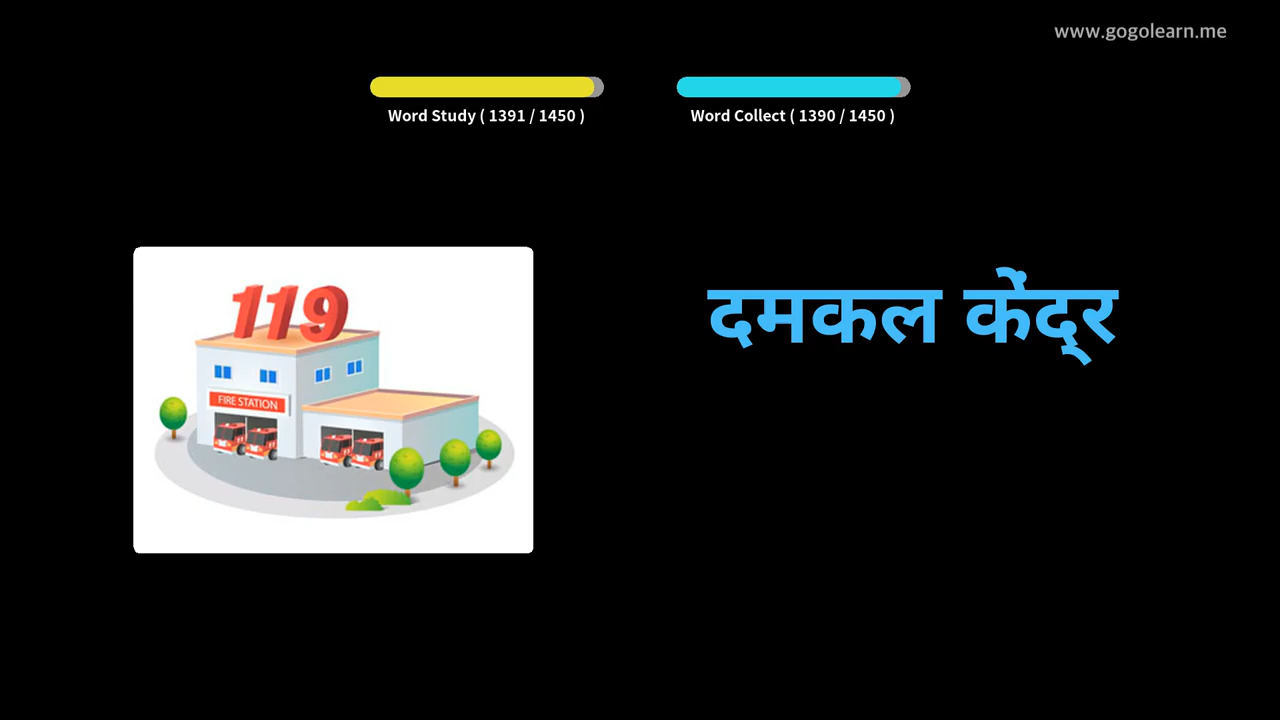 www.gogolearn.me
Word Study ( 1391 / 1450 )
Word Collect ( 1390 / 1450 )
119
FIRE STATION
दमकल केंद्र